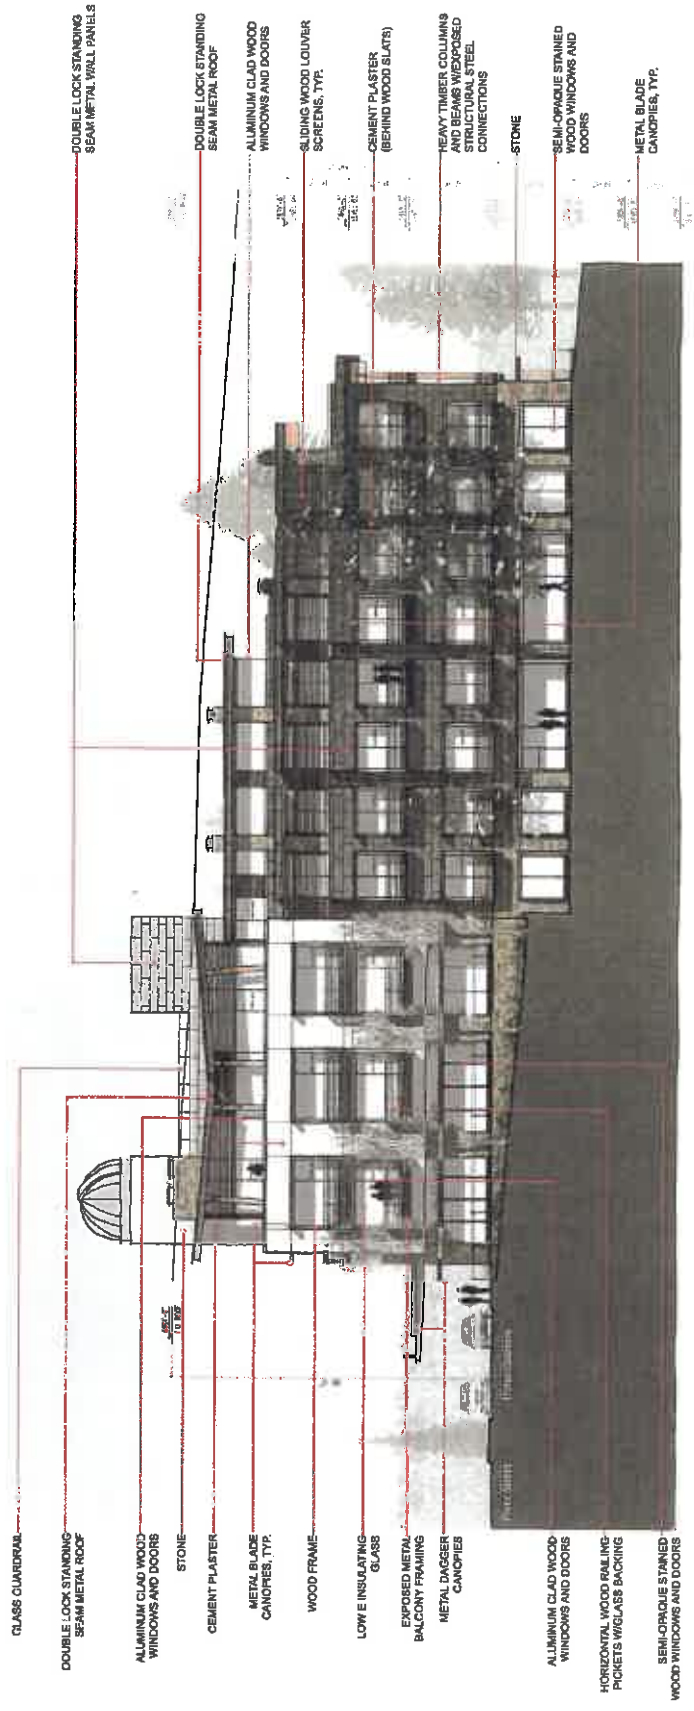 DOUBLE LOCK STANDING
SEAM METAL WALL PANELS
DOUBLE LOCK STANDING
SEAM METAL ROOF
ALUMINUM CLAD WOOD
WINDOWS AND DOORS
SLIDING WOOD LOUVER
SCREENS, TYP.
CEMENT PLASTER
(BEHIND WOOD SLATS)
HEAVY TIMBER COLUMNS
AND BEAMS W/EXPOSED
STRUCTURAL STEEL
CONNECTIONS
STONE
SEMI-OPAQUE STAINED
WOOD WINDOWS AND
DOORS
METAL BLADE
CANOPIES, TYP.
GLASS GUARDRAIL
DOUBLE LOCK STANDING
SEAM METAL ROOF
ALUMINUM CLAD WOOD
WINDOWS AND DOORS
STONE
CEMENT PLASTER
METAL BLADE
CANOPIES, TYP.
WOOD FRAME
LOW E INSULATING
GLASS
EXPOSED METAL
BALCONY FRAMING
METAL DAGGER
CANOPIES
ALUMINUM CLAD WOOD
WINDOWS AND DOORS
HORIZONTAL WOOD RAILING
PICKETS W/GLASS BACKING
SEMI-OPAQUE STAINED
WOOD WINDOWS AND DOORS